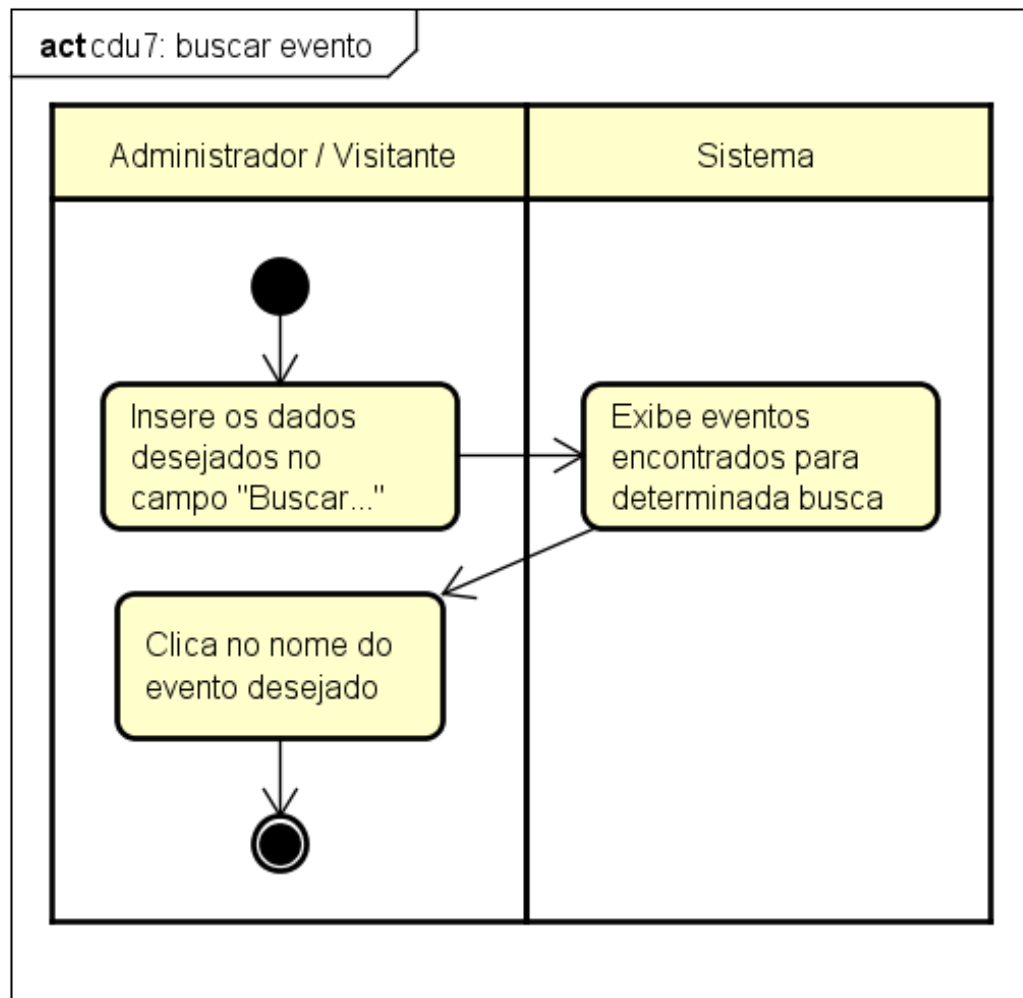 act cdu7: buscar evento
Administrador / Visitante
Sistema
Insere os dados
desejados no
campo "Buscar..."
Exibe eventos
encontrados para
determinada busca
Clica no nome do
evento desejado